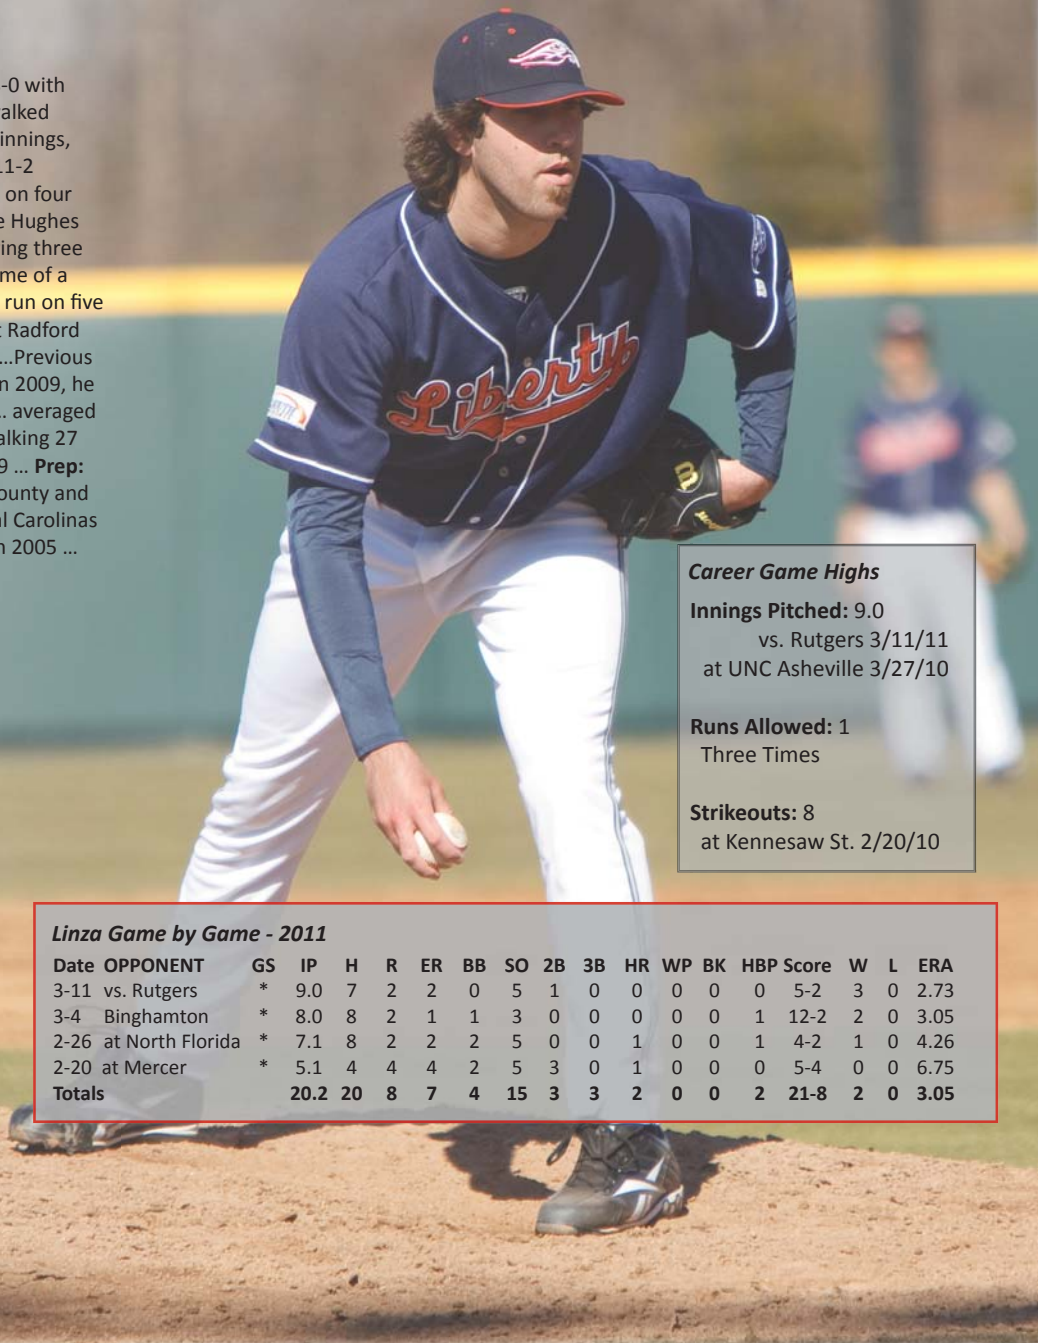 -0 with
alked
innings,
11-2
on four
e Hughes
ing three
me of a
run on five
t Radford
...Previous
n 2009, he
.. averaged
alking 27
9 ... Prep:
ounty and
al Carolinas
n 2005 ...
Liberty
Career Game Highs
Innings Pitched: 9.0
vs. Rutgers 3/11/11
at UNC Asheville 3/27/10
Runs Allowed: 1
Three Times
Strikeouts: 8
at Kennesaw St. 2/20/10
Linza Game by Game - 2011
Date OPPONENT GS IP H R ER BB SO 2B 3B HR WP BK HBP Score W L ERA
3-11 vs. Rutgers * 9.0 7 2 2 0 5 1 0 0 0 0 0 5-2 3 0 2.73
3-4 Binghamton * 8.0 8 2 1 1 3 0 0 0 0 0 1 12-2 2 0 3.05
2-26 at North Florida * 7.1 8 2 2 2 5 0 0 1 0 0 1 4-2 1 0 4.26
2-20 at Mercer * 5.1 4 4 4 2 5 3 0 1 0 0 0 5-4 0 0 6.75
Totals 20.2 20 8 7 4 15 3 3 2 0 0 2 21-8 2 0 3.05